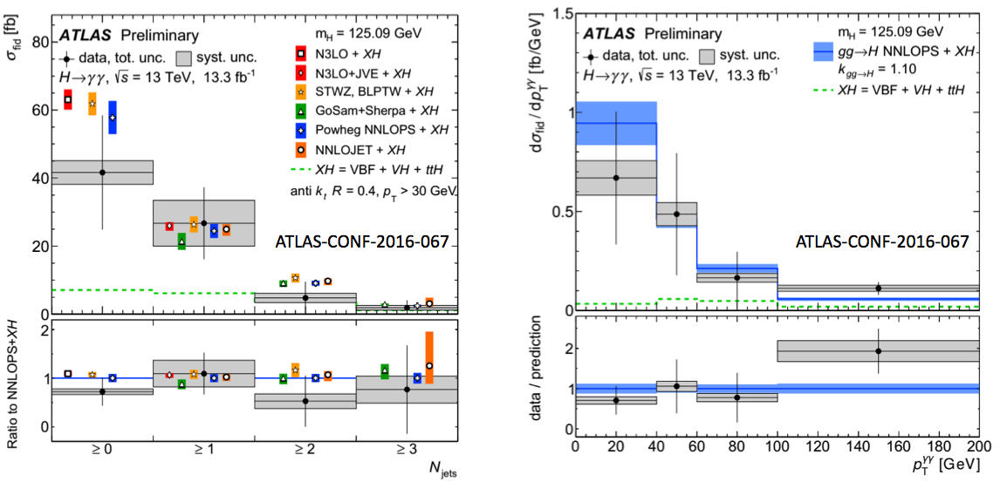 ATLAS Preliminary
data, tot. unc. syst. unc.
H→γγ, √s = 13 TeV, 13.3 fb⁻¹
m_H = 125.09 GeV
N3LO + XH
N3LO+JVE + XH
STWZ, BLPTW + XH
GoSam+Sherpa + XH
Powheg NNLOPS + XH
NNLOJET + XH
XH = VBF + VH + ttH
anti k_t R = 0.4, p_T > 30 GeV
ATLAS-CONF-2016-067
σ_fid [fb]
80
60
40
20
0
Ratio to NNLOPS+XH
2
1
0
≥ 0 ≥ 1 ≥ 2 ≥ 3
N_jets
ATLAS Preliminary
data, tot. unc. syst. unc.
H→γγ, √s = 13 TeV, 13.3 fb⁻¹
m_H = 125.09 GeV
gg→H NNLOPS + XH
k_gg→H = 1.10
XH = VBF + VH + ttH
ATLAS-CONF-2016-067
dσ_fid / dp_T^γγ [fb/GeV]
1.5
1
0.5
0
data / prediction
2
1
0
0 20 40 60 80 100 120 140 160 180 200
p_T^γγ [GeV]